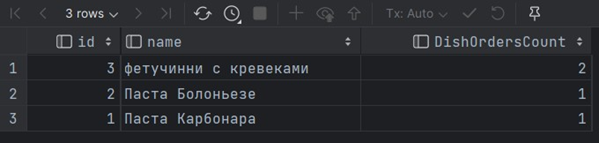 3 rows Tx: Auto
id name DishOrdersCount
1 3 фетучинни с кревеками 2
2 2 Паста Болоньезе 1
3 1 Паста Карбонара 1